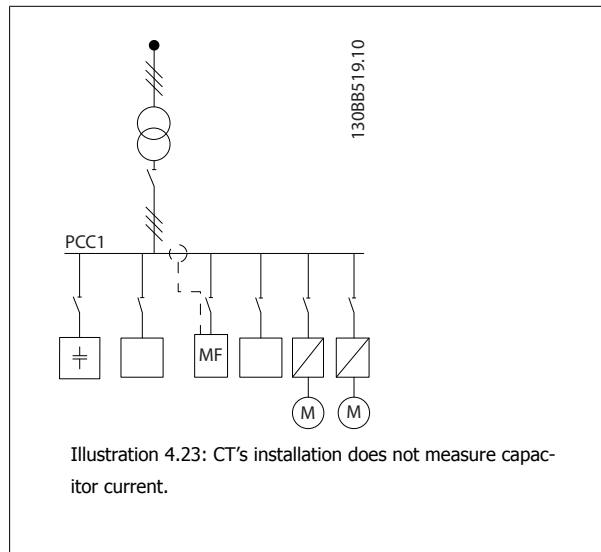 130BB519.10
PCC1
MF
M M
Illustration 4.23: CT's installation does not measure capac-
itor current.